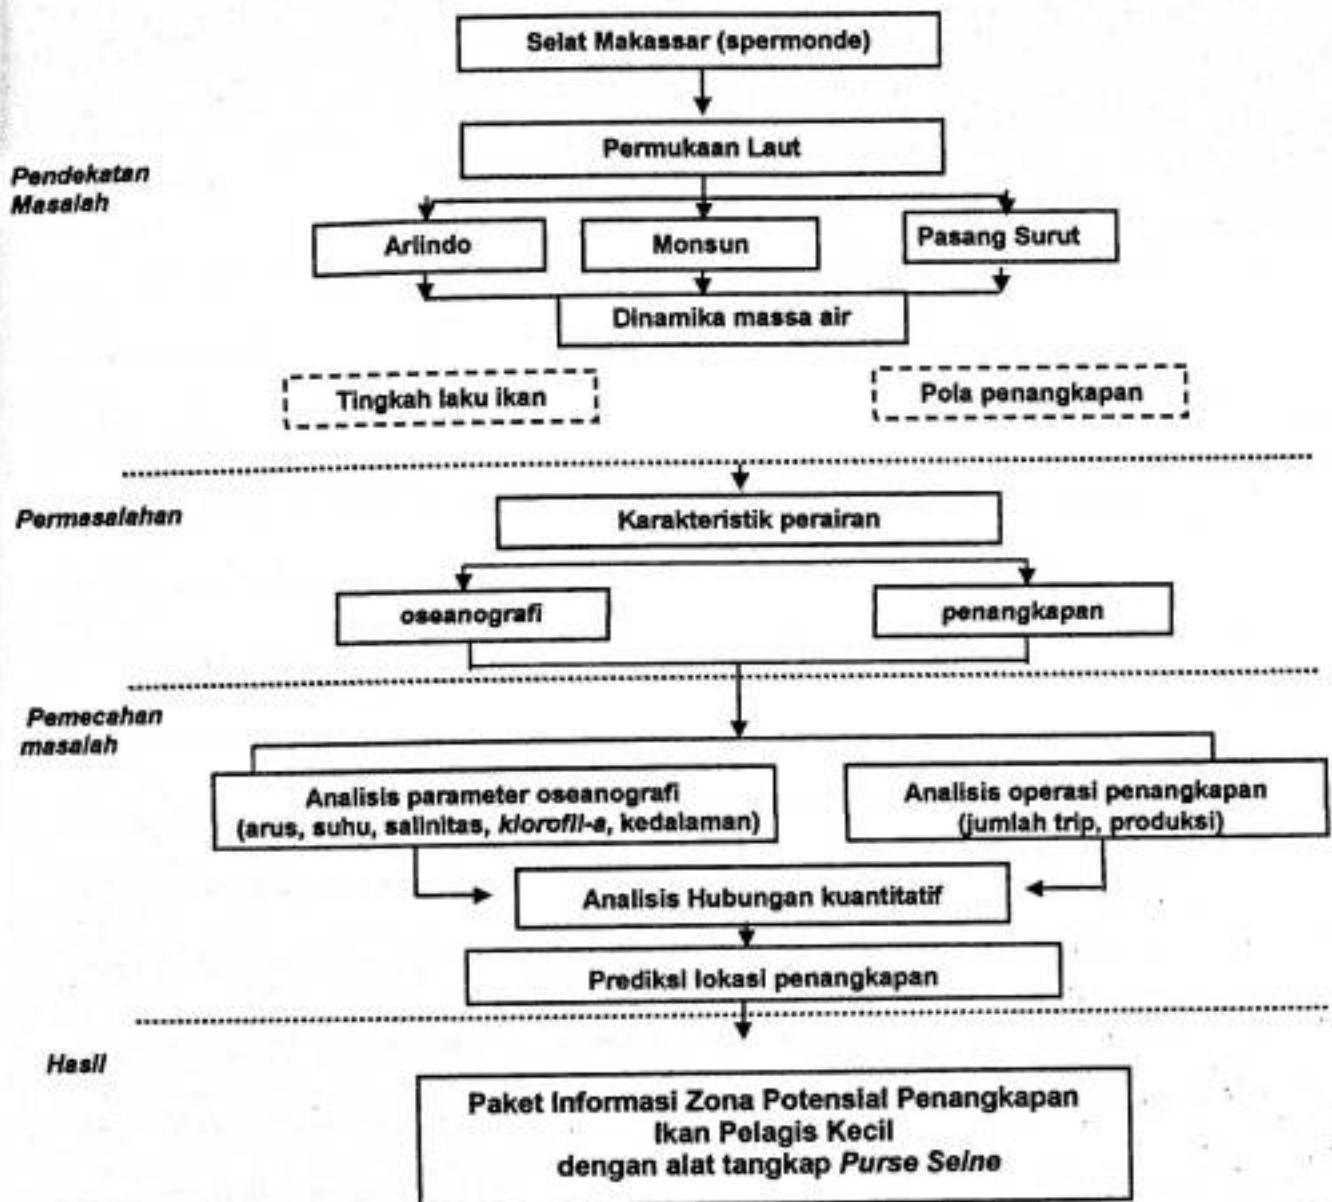 Selat Makassar (spermonde)
Permukaan Laut
Pendekatan
Masalah
Arlindo
Monsun
Pasang Surut
Dinamika massa air
Tingkah laku ikan
Pola penangkapan
Permasalahan
Karakteristik perairan
oseanografi
penangkapan
Pemecahan
masalah
Analisis parameter oseanografi
(arus, suhu, salinitas, klorofil-a, kedalaman)
Analisis operasi penangkapan
(jumlah trip, produksi)
Analisis Hubungan kuantitatif
Prediksi lokasi penangkapan
Hasil
Paket Informasi Zona Potensial Penangkapan
Ikan Pelagis Kecil
dengan alat tangkap Purse Seine